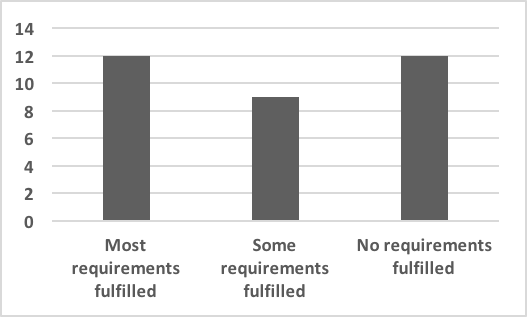 14
12
10
8
6
4
2
0
Most
requirements
fulfilled
Some
requirements
fulfilled
No requirements
fulfilled